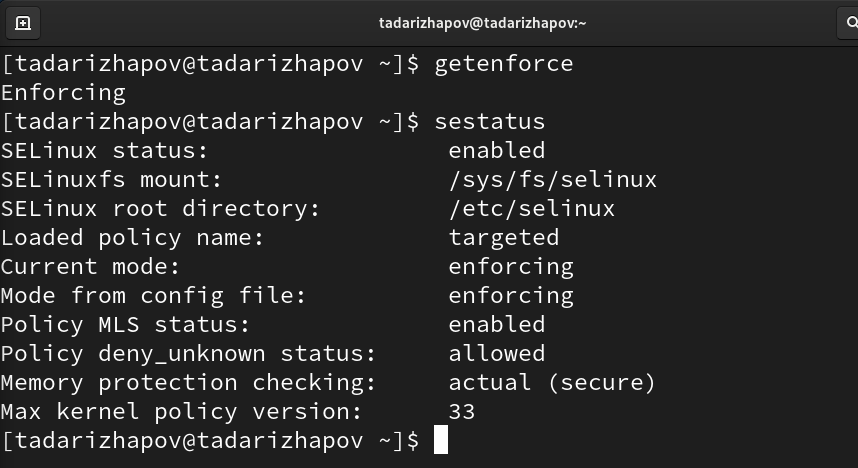 tadarizhapov@tadarizhapov:~
[tadarizhapov@tadarizhapov ~]$ getenforce
Enforcing
[tadarizhapov@tadarizhapov ~]$ sestatus
SELinux status:                 enabled
SELinuxfs mount:                /sys/fs/selinux
SELinux root directory:         /etc/selinux
Loaded policy name:             targeted
Current mode:                   enforcing
Mode from config file:          enforcing
Policy MLS status:              enabled
Policy deny_unknown status:     allowed
Memory protection checking:     actual (secure)
Max kernel policy version:      33
[tadarizhapov@tadarizhapov ~]$